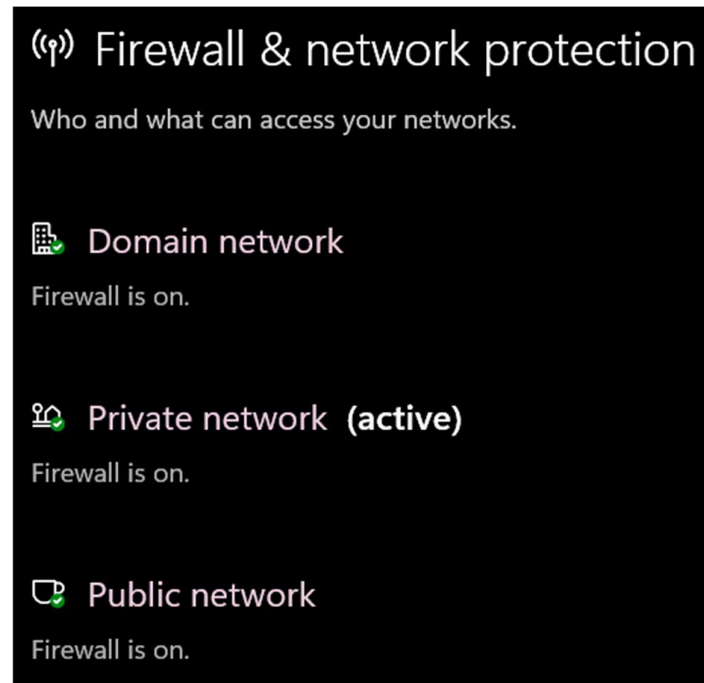 Firewall & network protection
Who and what can access your networks.
Domain network
Firewall is on.
Private network (active)
Firewall is on.
Public network
Firewall is on.